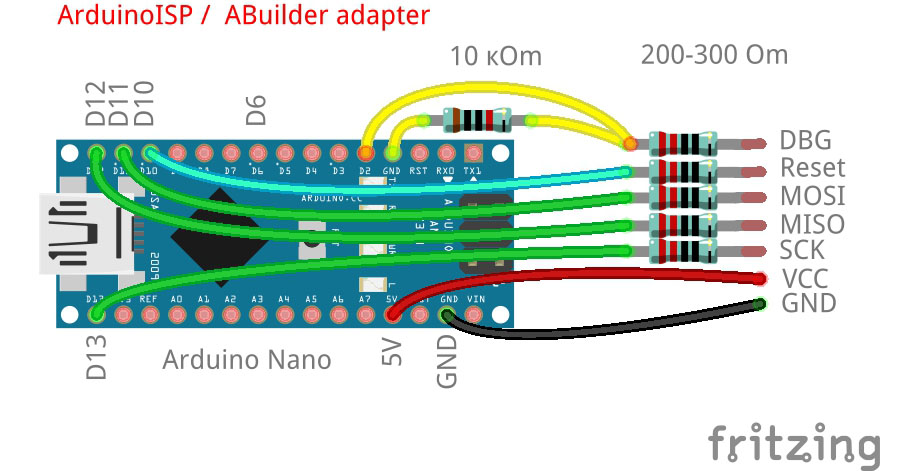 ArduinoISP / ABuilder adapter
10 кOm
200-300 Om
D12
D11
D10
D6
DBG
Reset
MOSI
MISO
SCK
VCC
GND
D10
D7
D6
D5
D4
D3
D2
GND
RST
RX0
TX1
ARDUINO.CC
D13
REF
A0
A1
A2
A3
A4
A5
A6
A7
5V
GND
VIN
D13
Arduino Nano
5V
GND
fritzing